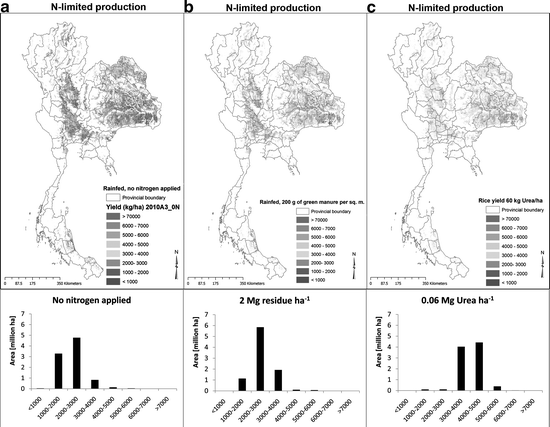 a
N-limited production
Rainfed, no nitrogen applied
Provincial boundary
Yield (kg/ha) 2010A3_0N
> 70000
6000 - 7000
5000 - 6000
4000 - 5000
3000 - 4000
2000- 3000
1000 - 2000
< 1000
N
0 87.5 175 350 Kilometers
b
N-limited production
Rainfed, 200 g of green manure per sq. m.
Provincial boundary
> 70000
6000 - 7000
5000 - 6000
4000 - 5000
3000 - 4000
2000- 3000
1000 - 2000
< 1000
N
0 87.5 175 350 Kilometers
c
N-limited production
Rice yield 60 kg Urea/ha
Provincial boundary
> 70000
6000 - 7000
5000 - 6000
4000 - 5000
3000 - 4000
2000- 3000
1000 - 2000
< 1000
N
0 87.5 175 350 Kilometers
No nitrogen applied
Area [million ha]
7
6
5
4
3
2
1
0
<1000
1000-2000
2000-3000
3000-4000
4000-5000
5000-6000
6000-7000
>7000
2 Mg residue ha-1
Area [million ha]
7
6
5
4
3
2
1
0
<1000
1000-2000
2000-3000
3000-4000
4000-5000
5000-6000
6000-7000
>7000
0.06 Mg Urea ha-1
Area [million ha]
7
6
5
4
3
2
1
0
<1000
1000-2000
2000-3000
3000-4000
4000-5000
5000-6000
6000-7000
>7000